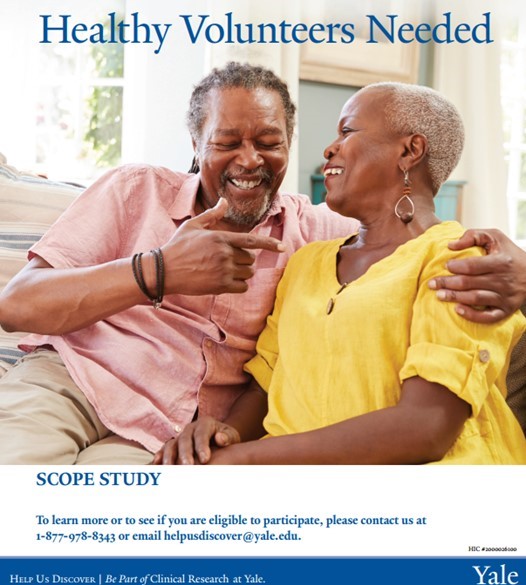 Healthy Volunteers Needed
SCOPE STUDY
To learn more or to see if you are eligible to participate, please contact us at
1-877-978-8343 or email helpusdiscover@yale.edu.
HIC #2000026100
Help Us Discover | Be Part of Clinical Research at Yale.
Yale